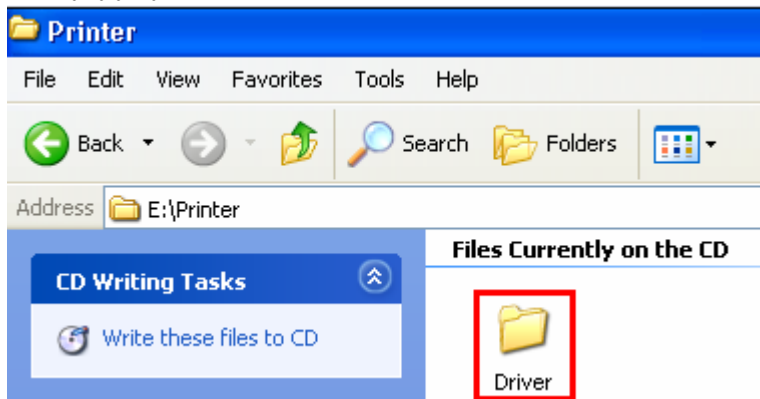 Printer
File Edit View Favorites Tools Help
Back Search Folders
Address E:\Printer
Files Currently on the CD
CD Writing Tasks
Write these files to CD
Driver